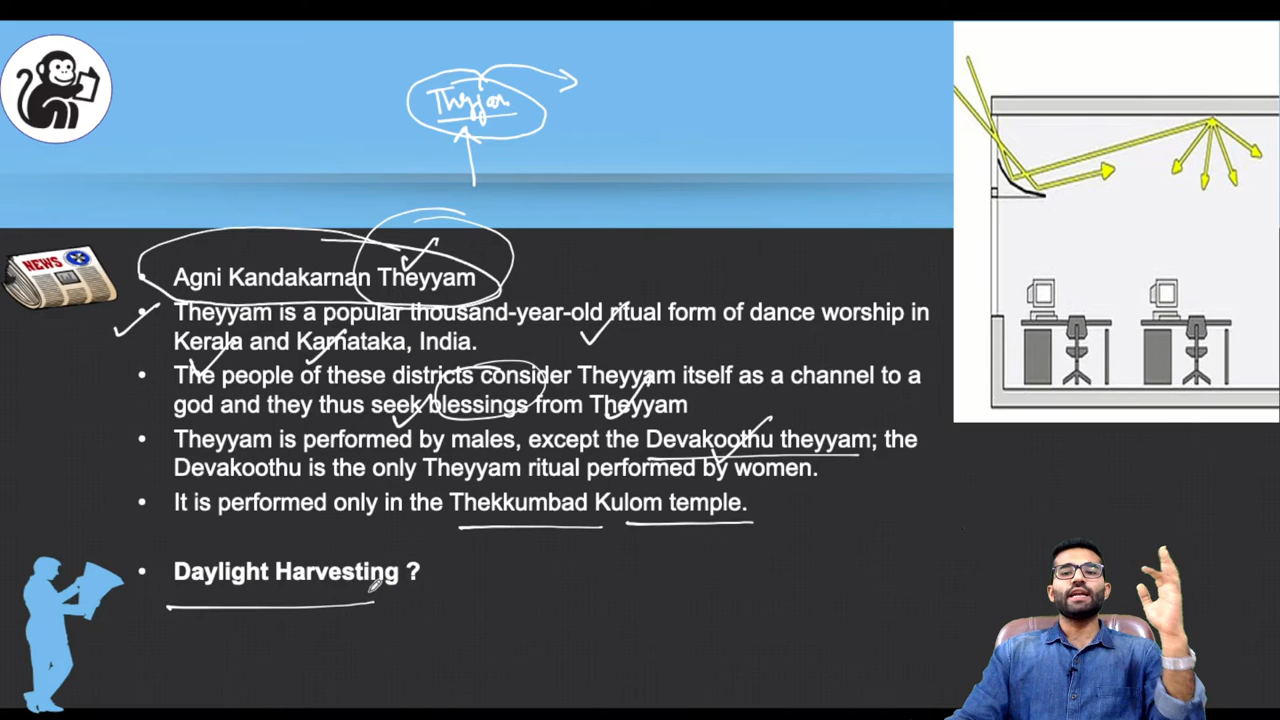 Theyyam
Agni Kandakarnan Theyyam
Theyyam is a popular thousand-year-old ritual form of dance worship in
Kerala and Karnataka, India.
The people of these districts consider Theyyam itself as a channel to a
god and they thus seek blessings from Theyyam
Theyyam is performed by males, except the Devakoothu theyyam; the
Devakoothu is the only Theyyam ritual performed by women.
It is performed only in the Thekkumbad Kulom temple.
NEWS
Daylight Harvesting ?